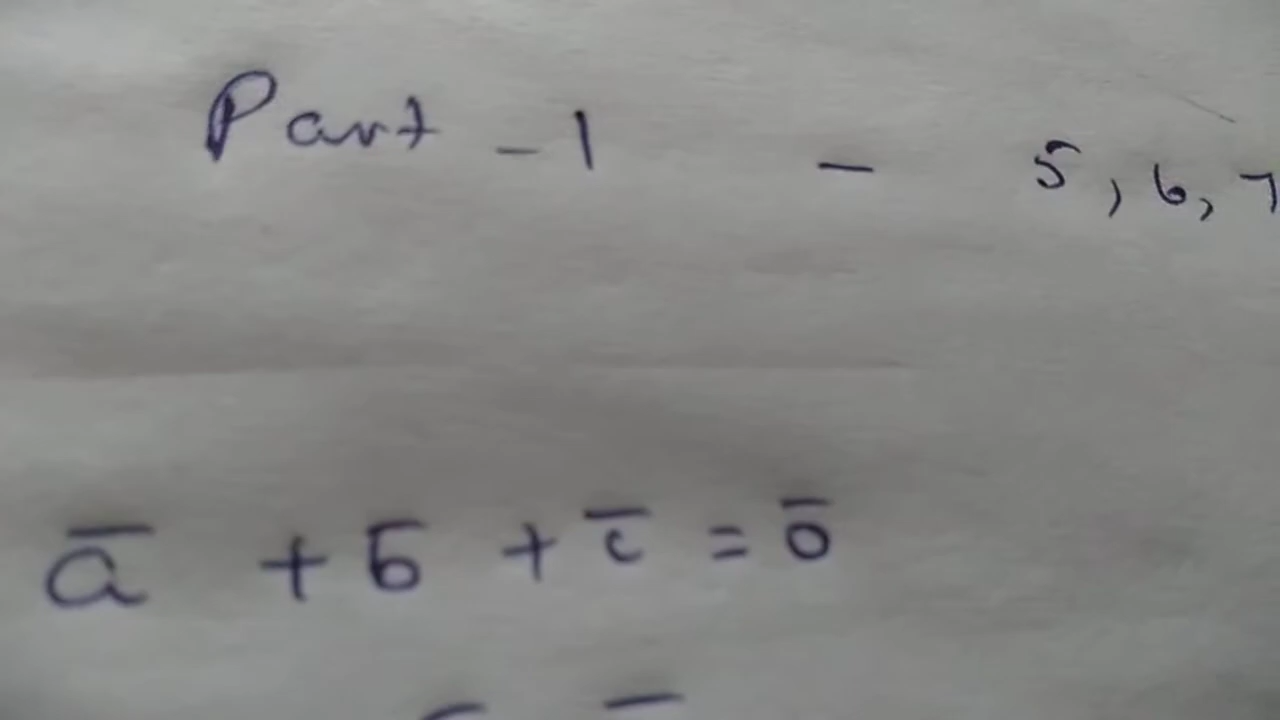 Part - 1 - 5, 6, 7
a̅ + b̅ + c̅ = 0̅